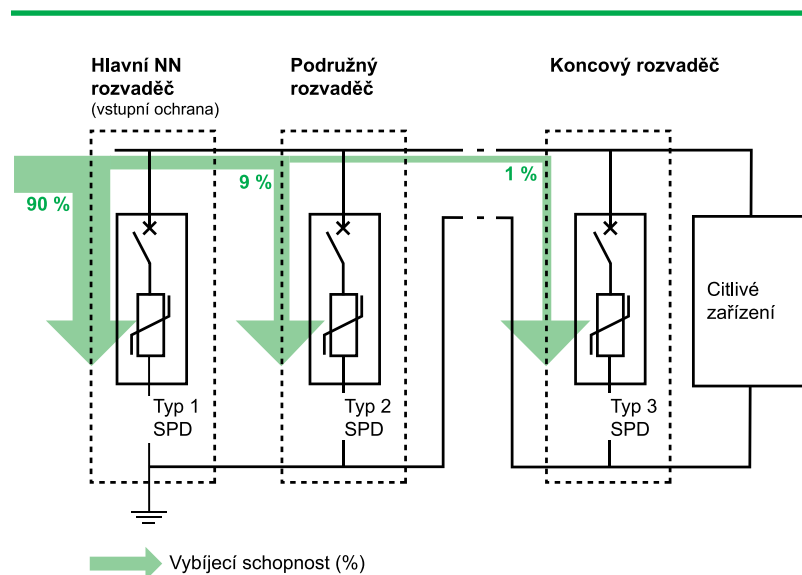 Hlavní NN
rozvaděč
(vstupní ochrana)
Podružný
rozvaděč
Koncový rozvaděč
90 %
9 %
1 %
Citlivé
zařízení
Typ 1
SPD
Typ 2
SPD
Typ 3
SPD
Vybíjecí schopnost (%)